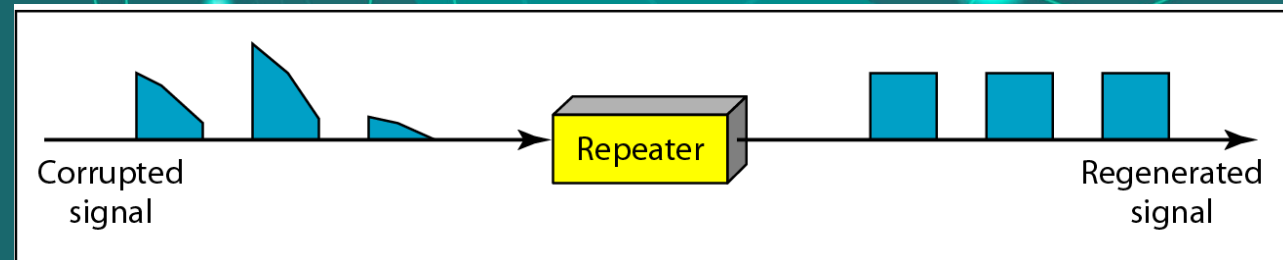 Repeater
Corrupted
signal
Regenerated
signal